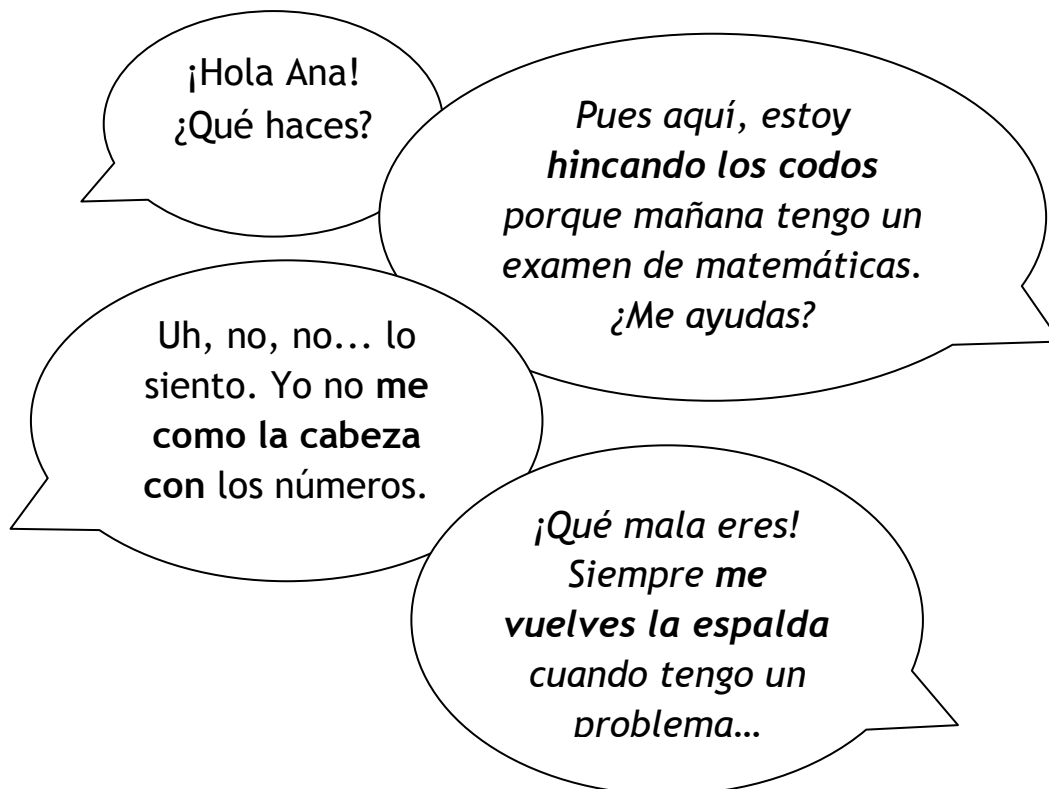 ¡Hola Ana!
¿Qué haces?
Pues aquí, estoy
hincando los codos
porque mañana tengo un
examen de matemáticas.
¿Me ayudas?
Uh, no, no... lo
siento. Yo no me
como la cabeza
con los números.
¡Qué mala eres!
Siempre me
vuelves la espalda
cuando tengo un
problema…